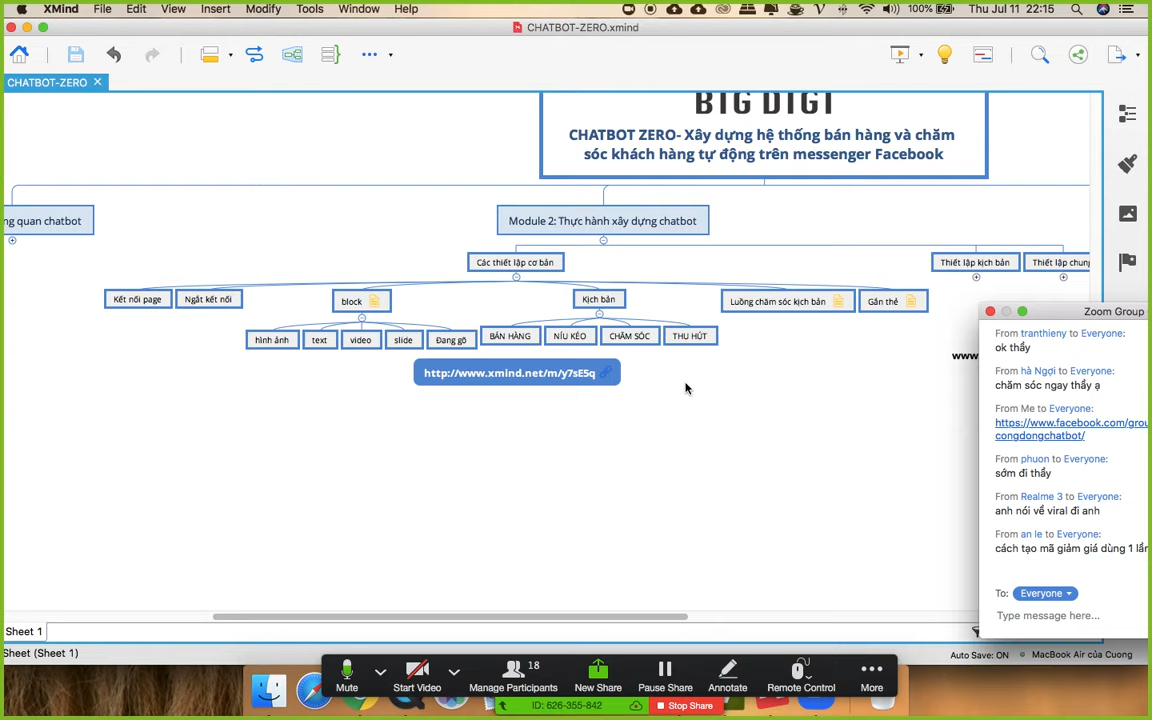 XMind File Edit View Insert Modify Tools Window Help
100% Thu Jul 11 22:15
CHATBOT-ZERO.xmind
CHATBOT-ZERO
BIG DIGI
CHATBOT ZERO- Xây dựng hệ thống bán hàng và chăm
sóc khách hàng tự động trên messenger Facebook
ng quan chatbot
Module 2: Thực hành xây dựng chatbot
Các thiết lập cơ bản
Thiết lập kịch bản
Thiết lập chung
Kết nối page
Ngắt kết nối
block
Kịch bản
Luồng chăm sóc kịch bản
Gắn thẻ
hình ảnh
text
video
slide
Đang gõ
BÁN HÀNG
NÍU KÉO
CHĂM SÓC
THU HÚT
http://www.xmind.net/m/y7sE5q
www
Zoom Group
From tranthieny to Everyone:
ok thầy
From hà Ngợi to Everyone:
chăm sóc ngay thầy ạ
From Me to Everyone:
https://www.facebook.com/grou
congdongchatbot/
From phuon to Everyone:
sớm đi thầy
From Realme 3 to Everyone:
anh nói về viral đi anh
From an le to Everyone:
cách tạo mã giảm giá dùng 1 lần
To: Everyone
Type message here...
Sheet 1
Sheet (Sheet 1)
Auto Save: ON
MacBook Air của Cuong
18
Mute
Start Video
Manage Participants
New Share
Pause Share
Annotate
Remote Control
More
ID: 626-355-842
Stop Share